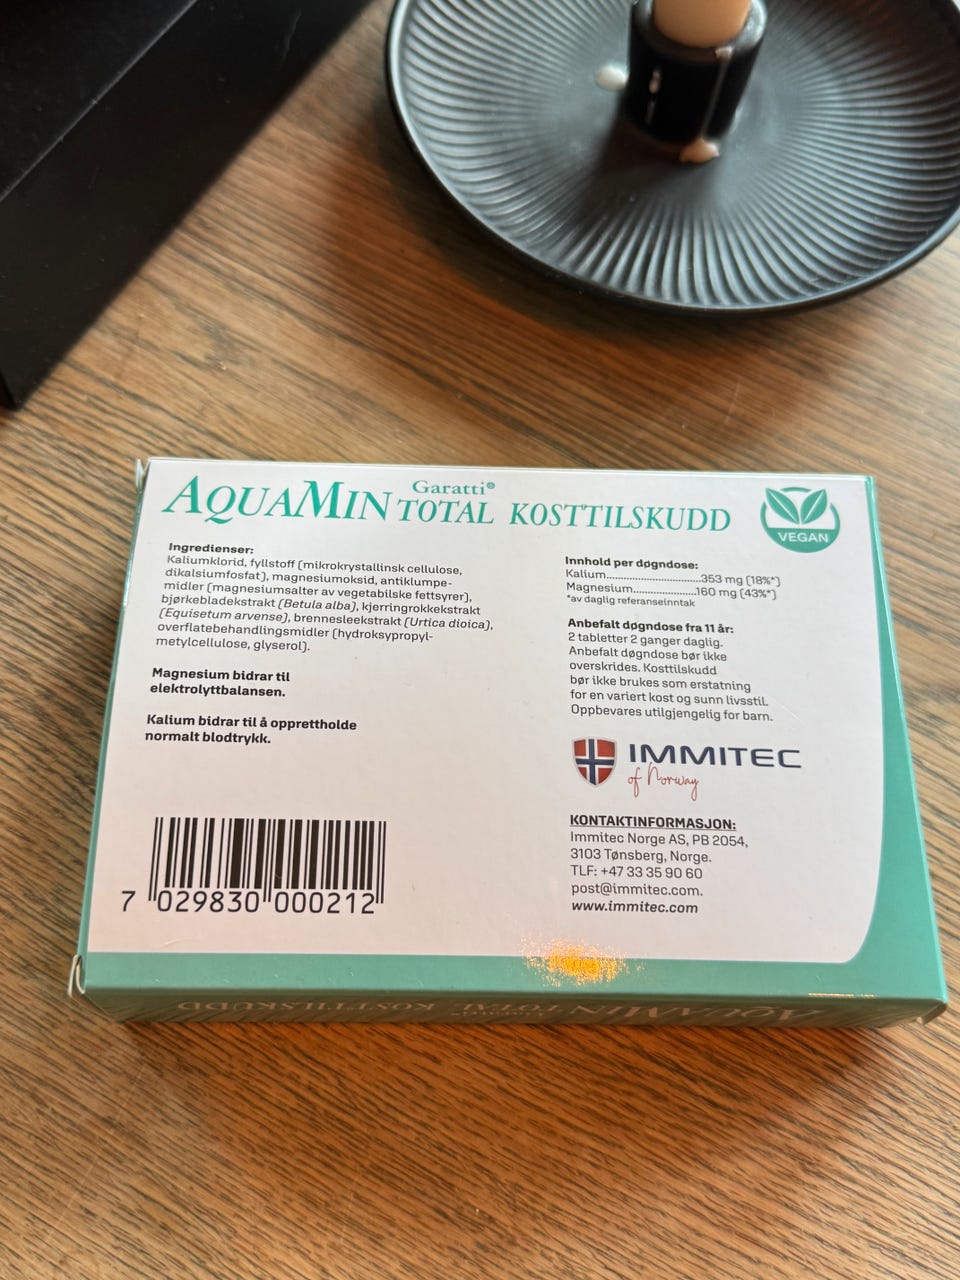 Garatti®
AQUAMIN TOTAL KOSTTILSKUDD
VEGAN
Ingredienser:
Kaliumklorid, fyllstoff (mikrokrystallinsk cellulose,
dikalsiumfosfat), magnesiumoksid, antiklumpe-
midler (magnesiumsalter av vegetabilske fettsyrer),
bjørkebladekstrakt (Betula alba), kjerringrokkekstrakt
(Equisetum arvense), brennesleekstrakt (Urtica dioica),
overflatebehandlingsmidler (hydroksypropyl-
metylcellulose, glyserol).
Magnesium bidrar til
elektrolyttbalansen.
Kalium bidrar til å opprettholde
normalt blodtrykk.
7 029830 000212
Innhold per døgndose:
Kalium..............................353 mg (18%*)
Magnesium....................160 mg (43%*)
*av daglig referanseinntak
Anbefalt døgndose fra 11 år:
2 tabletter 2 ganger daglig.
Anbefalt døgndose bør ikke
overskrides. Kosttilskudd
bør ikke brukes som erstatning
for en variert kost og sunn livsstil.
Oppbevares utilgjengelig for barn.
IMMITEC
of Norway
KONTAKTINFORMASJON:
Immitec Norge AS, PB 2054,
3103 Tønsberg, Norge.
TLF: +47 33 35 90 60
post@immitec.com.
www.immitec.com
AQUAMIN TOTAL KOSTTILSKUDD